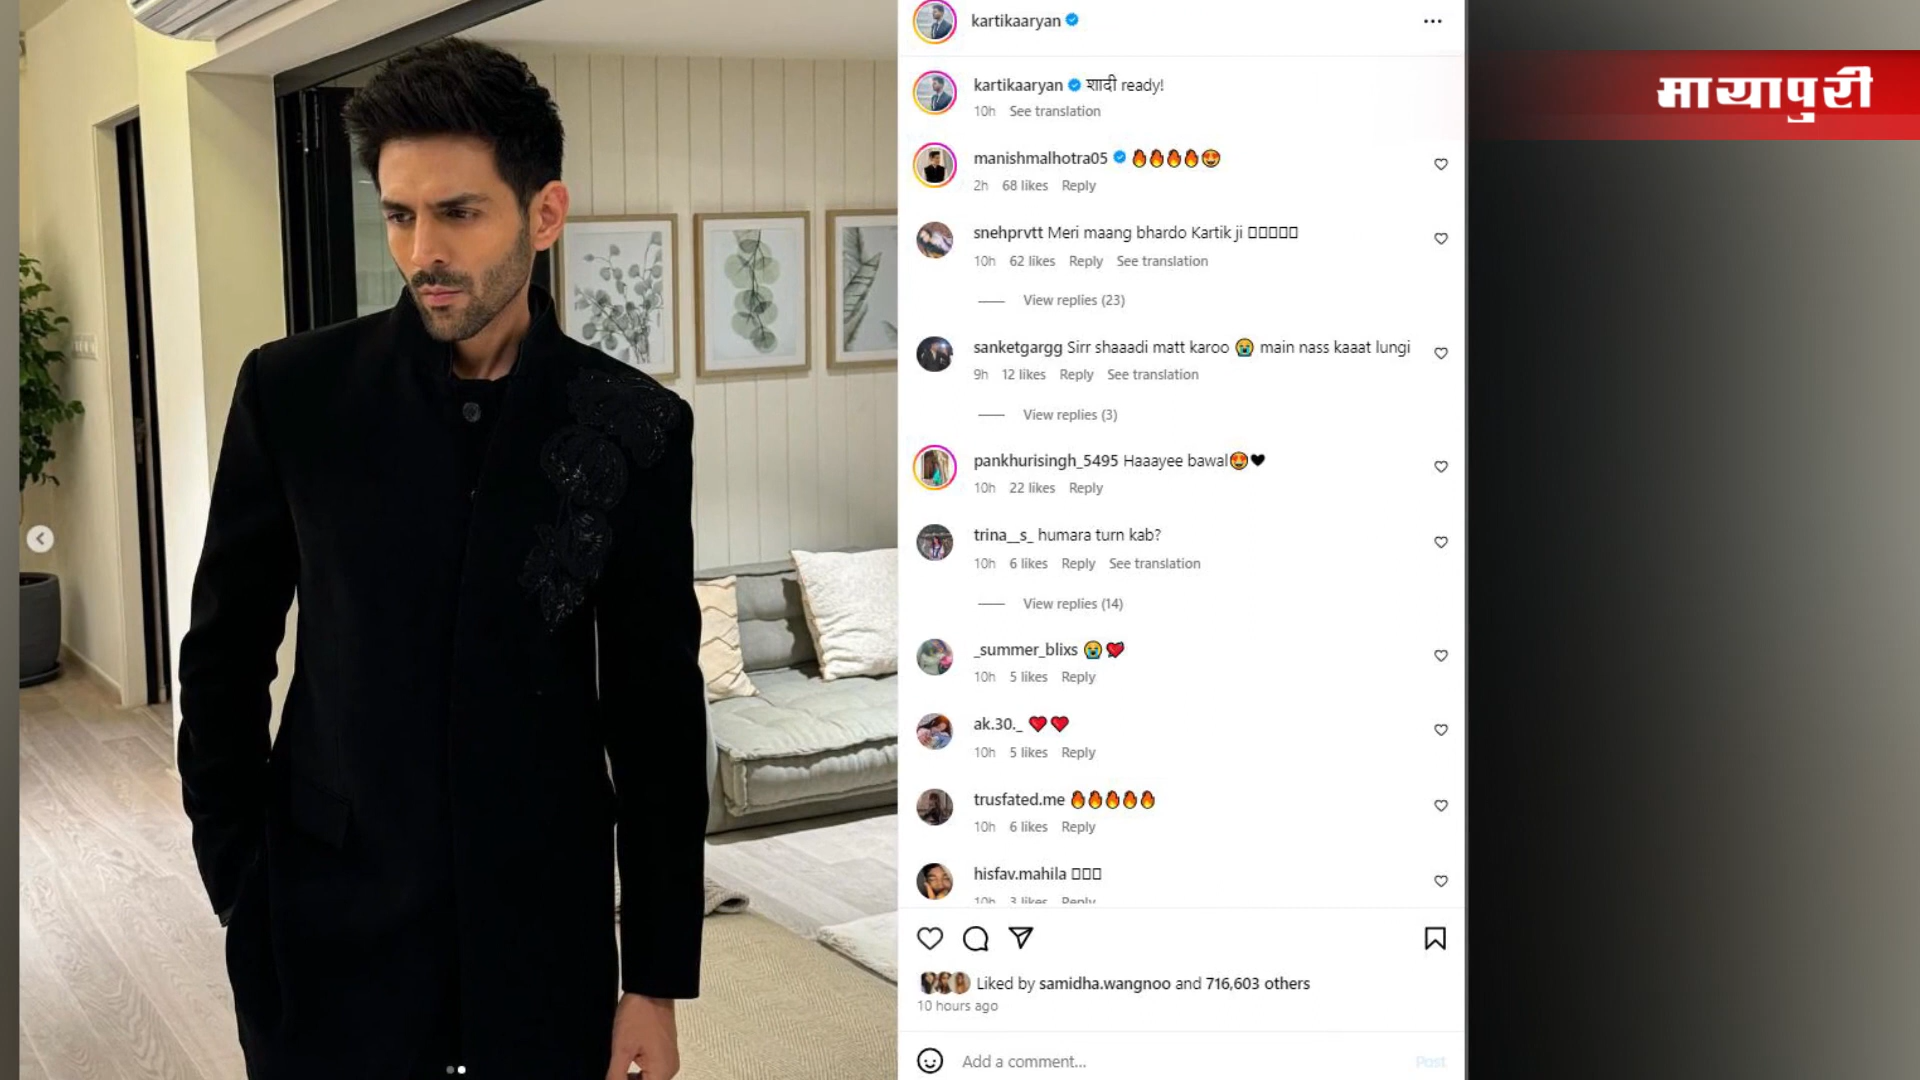 kartikaaryan
kartikaaryan शादी ready!
10h See translation
manishmalhotra05 🔥🔥🔥🔥😍
2h 68 likes Reply
snehprvtt Meri maang bhardo Kartik ji
10h 62 likes Reply See translation
View replies (23)
sanketgargg Sirr shaaadi matt karoo 😭 main nass kaaat lungi
9h 12 likes Reply See translation
View replies (3)
pankhurisingh_5495 Haaayee bawal😍🖤
10h 22 likes Reply
trina__s_ humara turn kab?
10h 6 likes Reply See translation
View replies (14)
_summer_blixs 😭❤️
10h 5 likes Reply
ak.30._ ❤️❤️
10h 5 likes Reply
trusfated.me 🔥🔥🔥🔥🔥
10h 6 likes Reply
hisfav.mahila
10h 3 likes Reply
Liked by samidha.wangnoo and 716,603 others
10 hours ago
Add a comment...
Post
मायापुरी